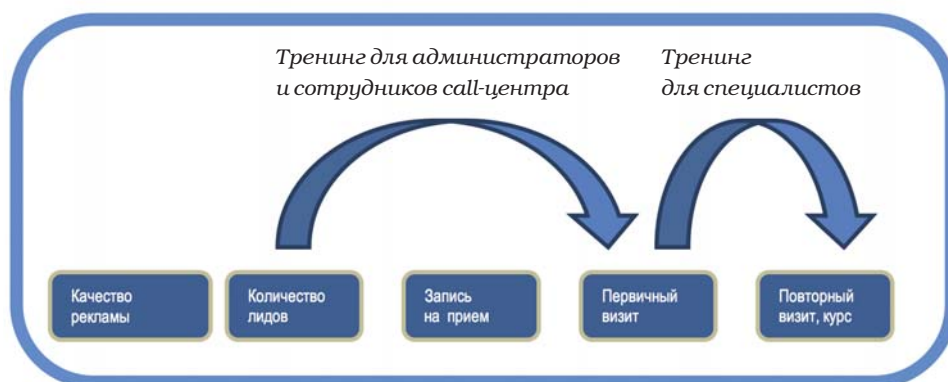 Тренинг для администраторов
и сотрудников call-центра
Тренинг
для специалистов
Качество
рекламы
Количество
лидов
Запись
на прием
Первичный
визит
Повторный
визит, курс